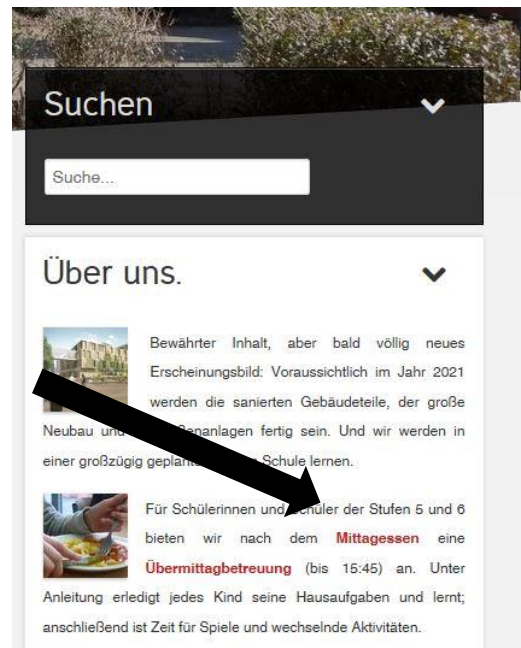 Suchen
Suche...
Über uns.
Bewährter Inhalt, aber bald völlig neues
Erscheinungsbild: Voraussichtlich im Jahr 2021
werden die sanierten Gebäudeteile, der große
Neubau und fertig sein. Und wir werden in
einer großzügig Schule lernen.
Für Schülerinnen und Schüler der Stufen 5 und 6
bieten wir nach dem Mittagessen eine
Übermittagbetreuung (bis 15:45) an. Unter
Anleitung erledigt jedes Kind seine Hausaufgaben und lernt;
anschließend ist Zeit für Spiele und wechselnde Aktivitäten.